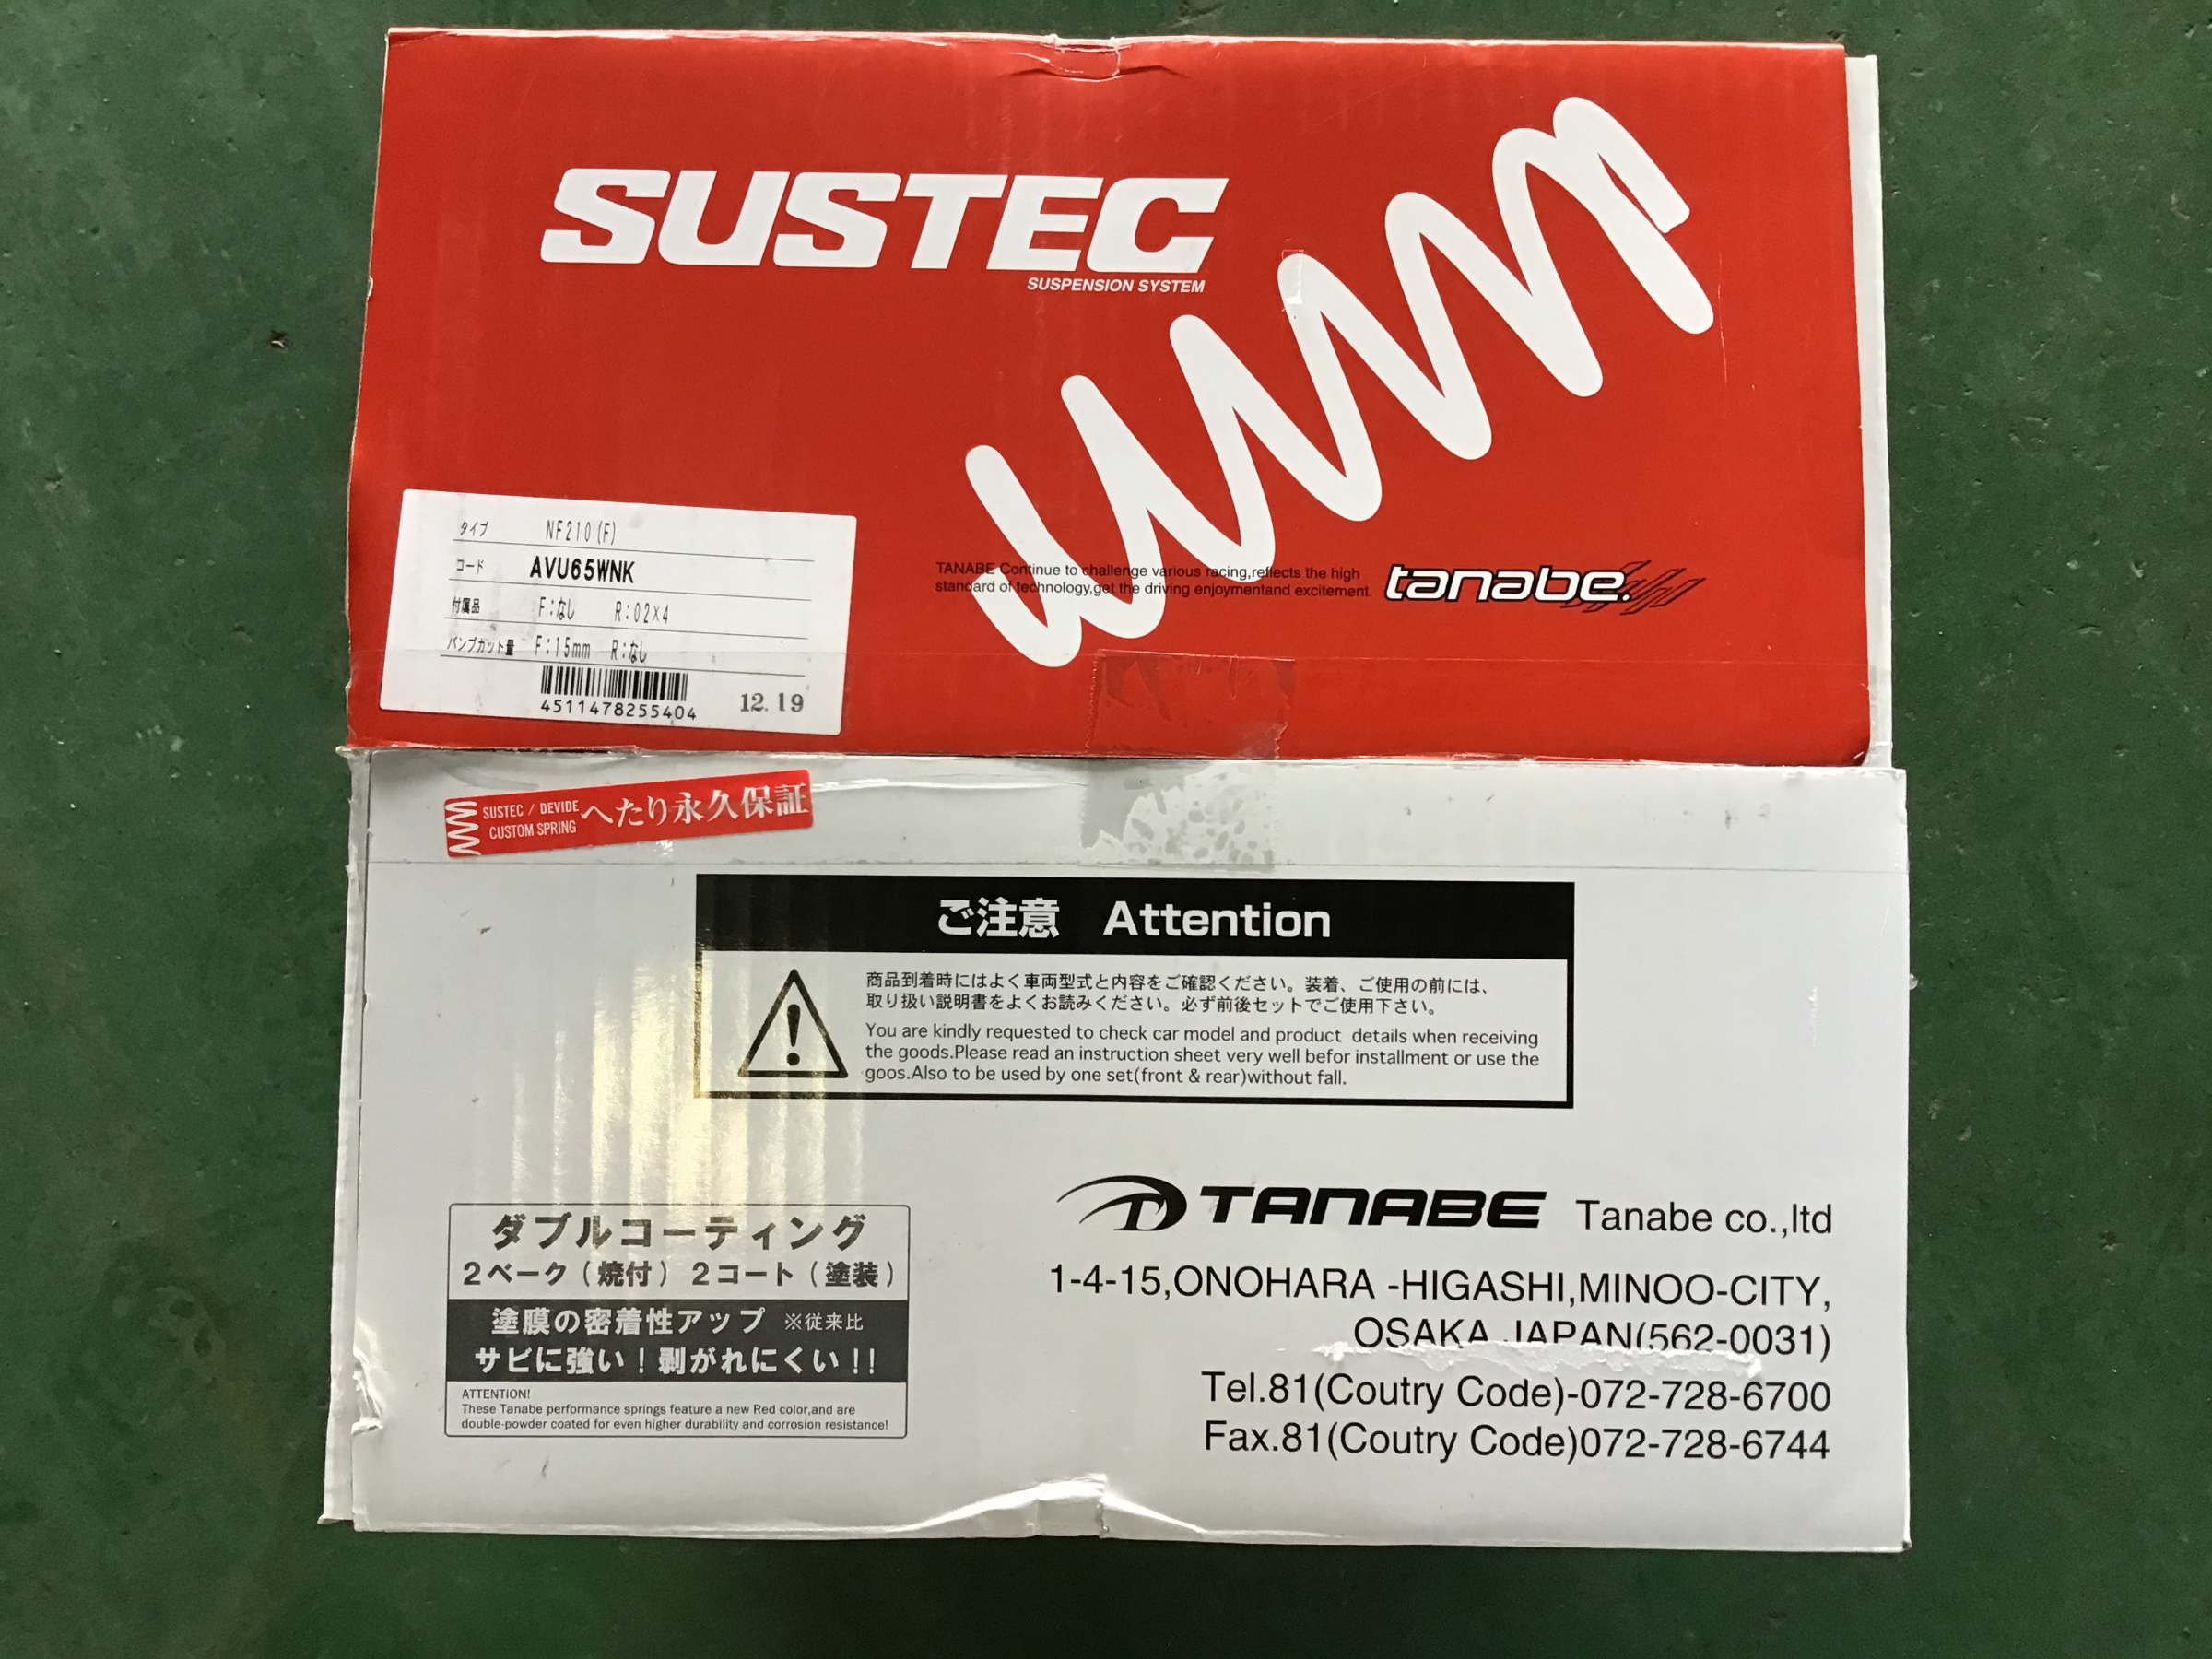 SUSTEC
SUSPENSION SYSTEM
タイプ NF210(F)
コード AVU65WNK
付属品 F:なし R:02×4
バンプカット量 F:15mm R:なし
4511478255404 12.19
TANABE Continue to challenge various racing,reflects the high
standard of technology,get the driving enjoymentand excitement.
tanabe.
SUSTEC / DEVIDE
CUSTOM SPRING
へたり永久保証
ご注意 Attention
商品到着時にはよく車両型式と内容をご確認ください。装着、ご使用の前には、
取り扱い説明書をよくお読みください。必ず前後セットでご使用下さい。
You are kindly requested to check car model and product details when receiving
the goods.Please read an instruction sheet very well befor installment or use the
goos.Also to be used by one set(front & rear)without fall.
ダブルコーティング
2ベーク(焼付) 2コート(塗装)
塗膜の密着性アップ ※従来比
サビに強い!剥がれにくい!!
ATTENTION!
These Tanabe performance springs feature a new Red color,and are
double-powder coated for even higher durability and corrosion resistance!
TANABE Tanabe co.,ltd
1-4-15,ONOHARA -HIGASHI,MINOO-CITY,
OSAKA JAPAN(562-0031)
Tel.81(Coutry Code)-072-728-6700
Fax.81(Coutry Code)072-728-6744